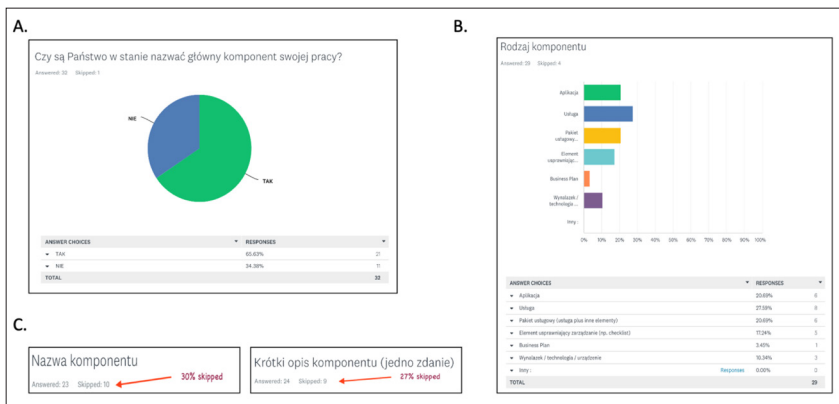 A.
Czy są Państwo w stanie nazwać główny komponent swojej pracy?
Answered: 32 Skipped: 1
NIE
TAK
ANSWER CHOICES RESPONSES
TAK 65.63% 21
NIE 34.38% 11
TOTAL 32
B.
Rodzaj komponentu
Answered: 29 Skipped: 4
Aplikacja
Usługa
Pakiet
usługowy...
Element
usprawniając...
Business Plan
Wynalazek /
technologia ...
Inny :
0% 10% 20% 30% 40% 50% 60% 70% 80% 90% 100%
ANSWER CHOICES RESPONSES
Aplikacja 20.69% 6
Usługa 27.59% 8
Pakiet usługowy (usługa plus inne elementy) 20.69% 6
Element usprawniający zarządzanie (np. checklist) 17.24% 5
Business Plan 3.45% 1
Wynalazek / technologia / urządzenie 10.34% 3
Inny : Responses 0.00% 0
TOTAL 29
C.
Nazwa komponentu
Answered: 23 Skipped: 10
30% skipped
Krótki opis komponentu (jedno zdanie)
Answered: 24 Skipped: 9
27% skipped